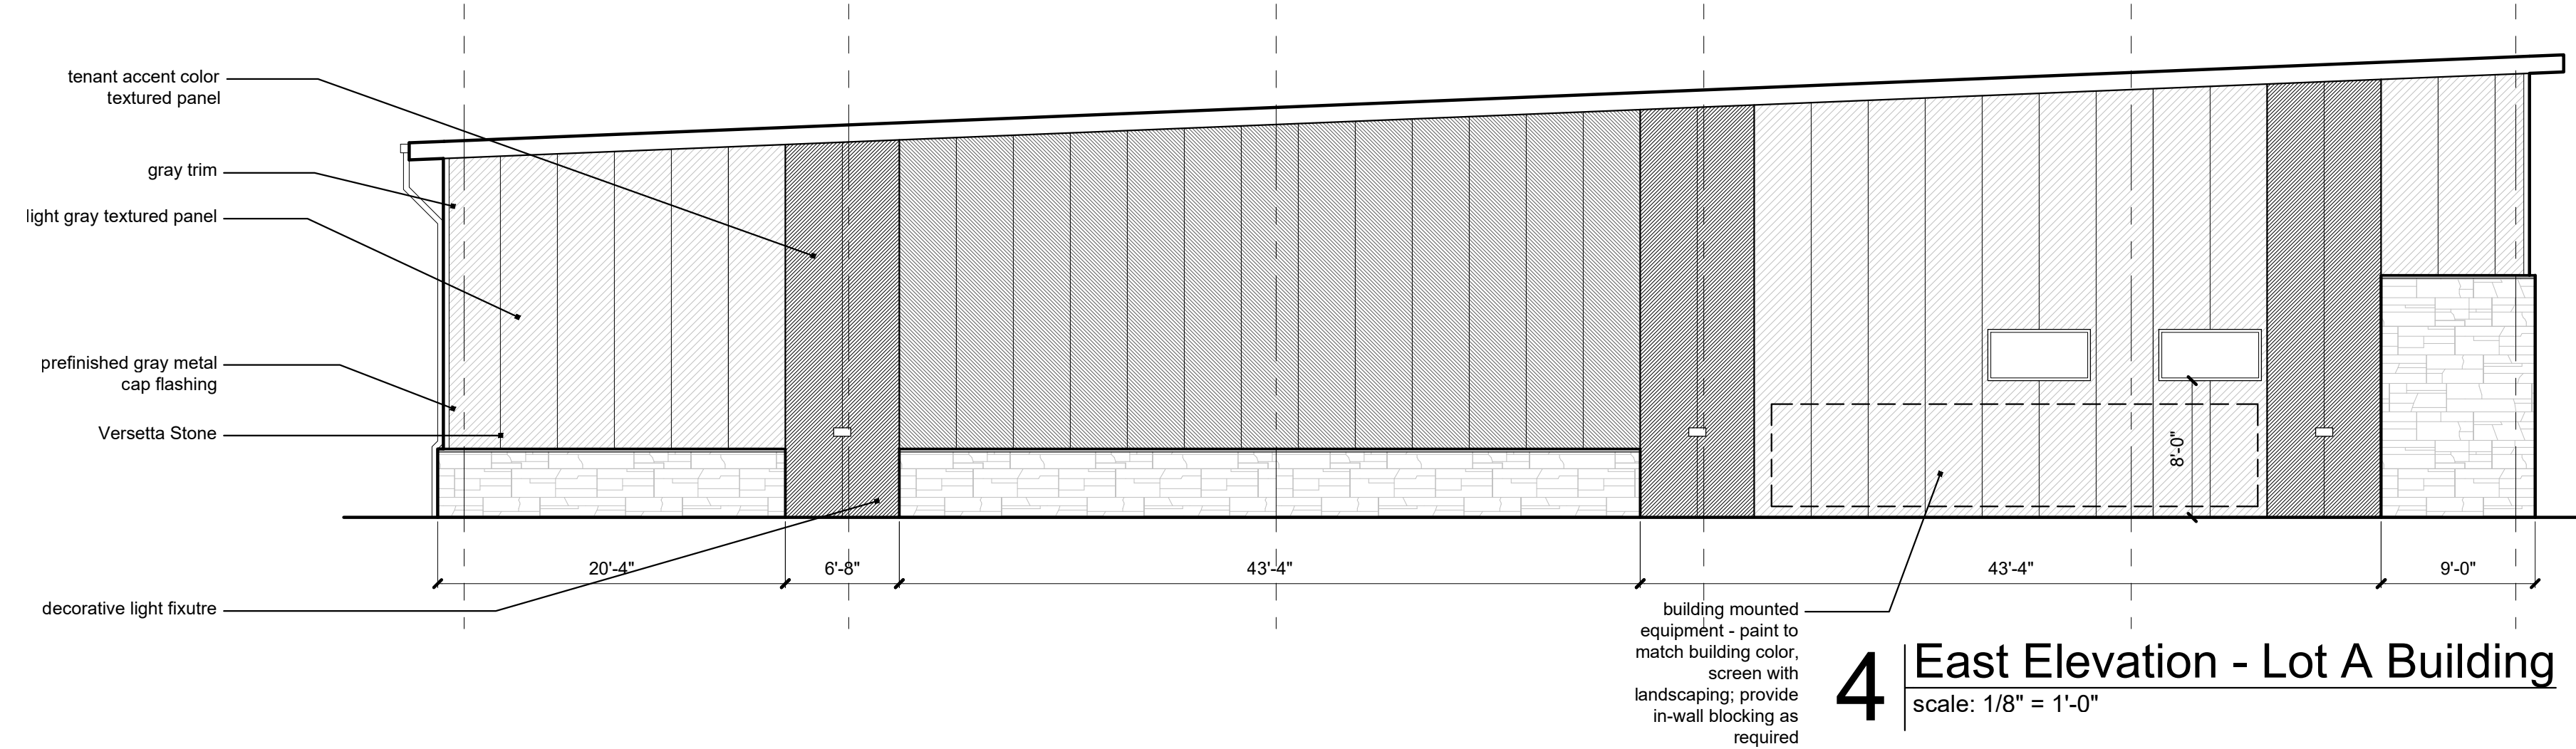 tenant accent color
textured panel
gray trim
light gray textured panel
prefinished gray metal
cap flashing
Versetta Stone
8'-0"
20'-4"
6'-8"
43'-4"
43'-4"
9'-0"
decorative light fixutre
building mounted
equipment - paint to
match building color,
screen with
landscaping; provide
in-wall blocking as
required
4
East Elevation - Lot A Building
scale: 1/8" = 1'-0"